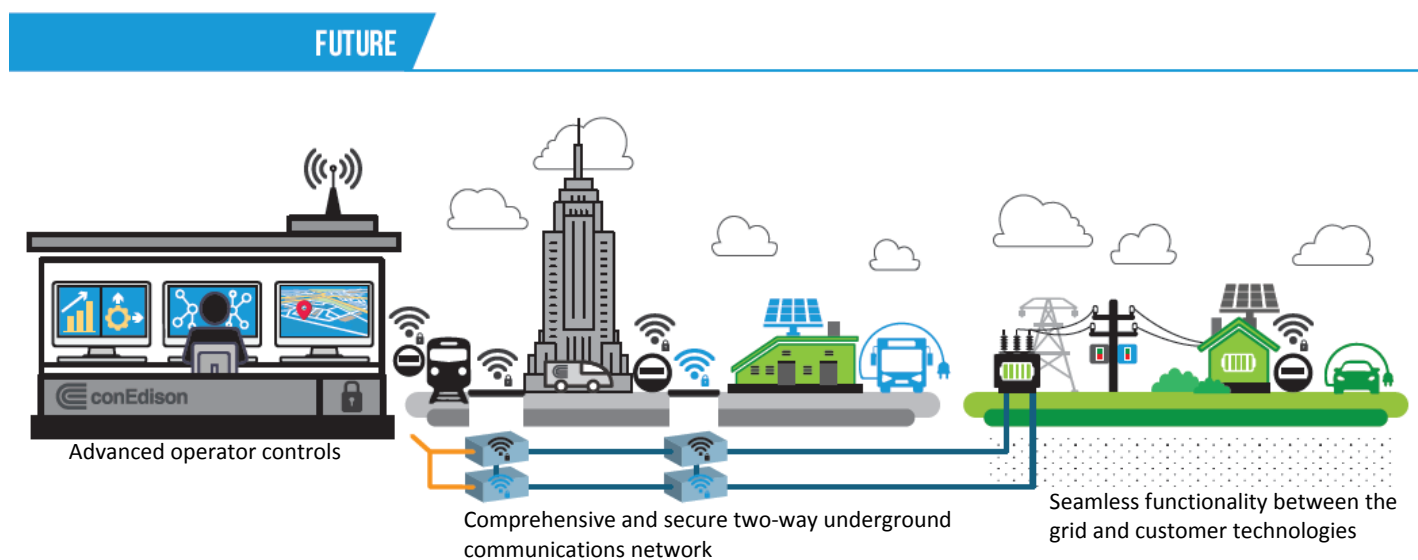 FUTURE
conEdison
Advanced operator controls
Comprehensive and secure two-way underground
communications network
Seamless functionality between the
grid and customer technologies